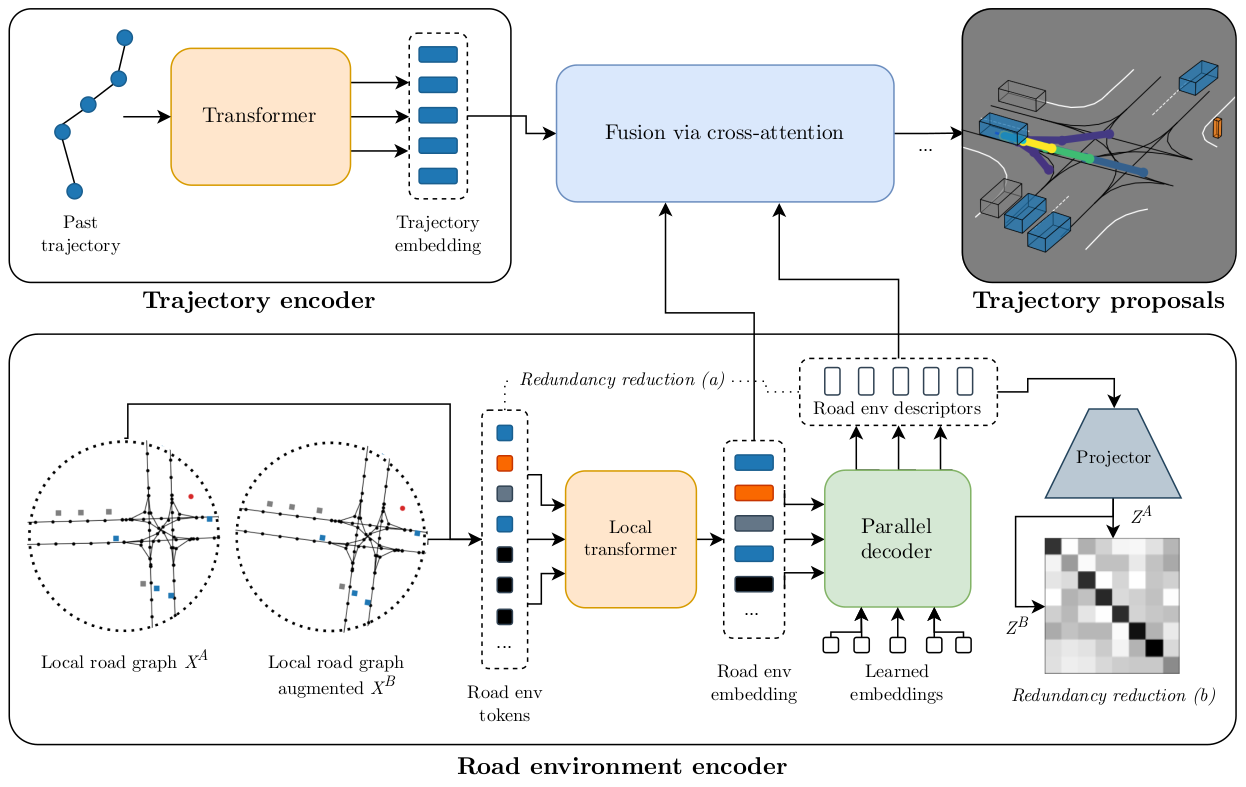 Transformer
Past
trajectory
Trajectory
embedding
Trajectory encoder
Fusion via cross-attention
...
Trajectory proposals
Redundancy reduction (a)
Road env descriptors
Projector
Z^A
Z^B
Local
transformer
Parallel
decoder
...
...
Local road graph X^A
Local road graph
augmented X^B
Road env
tokens
Road env
embedding
Learned
embeddings
Redundancy reduction (b)
Road environment encoder